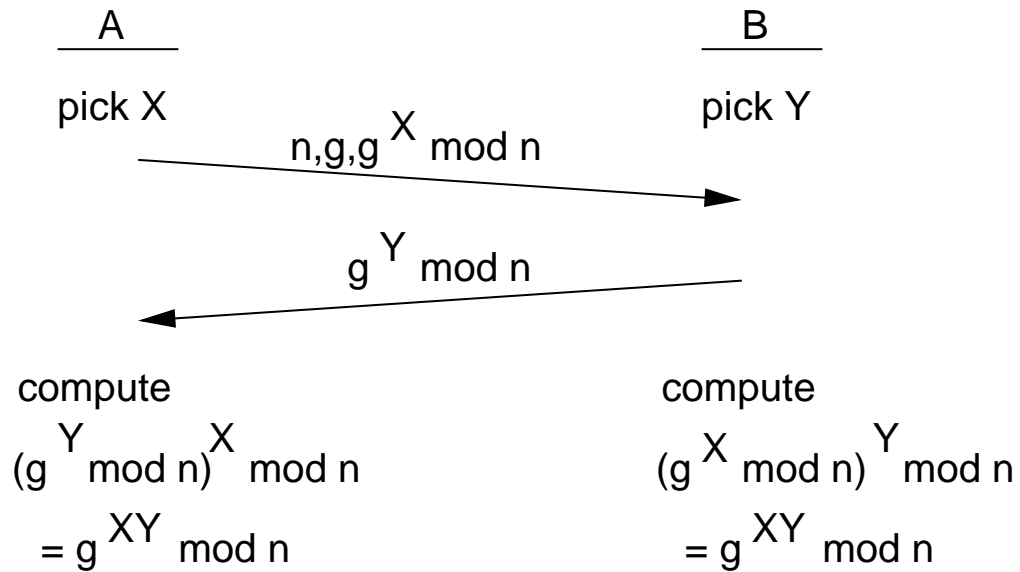 A
B
pick X
pick Y
n,g,g^X mod n
g^Y mod n
compute
compute
(g^Y mod n)^X mod n
(g^X mod n)^Y mod n
= g^XY mod n
= g^XY mod n